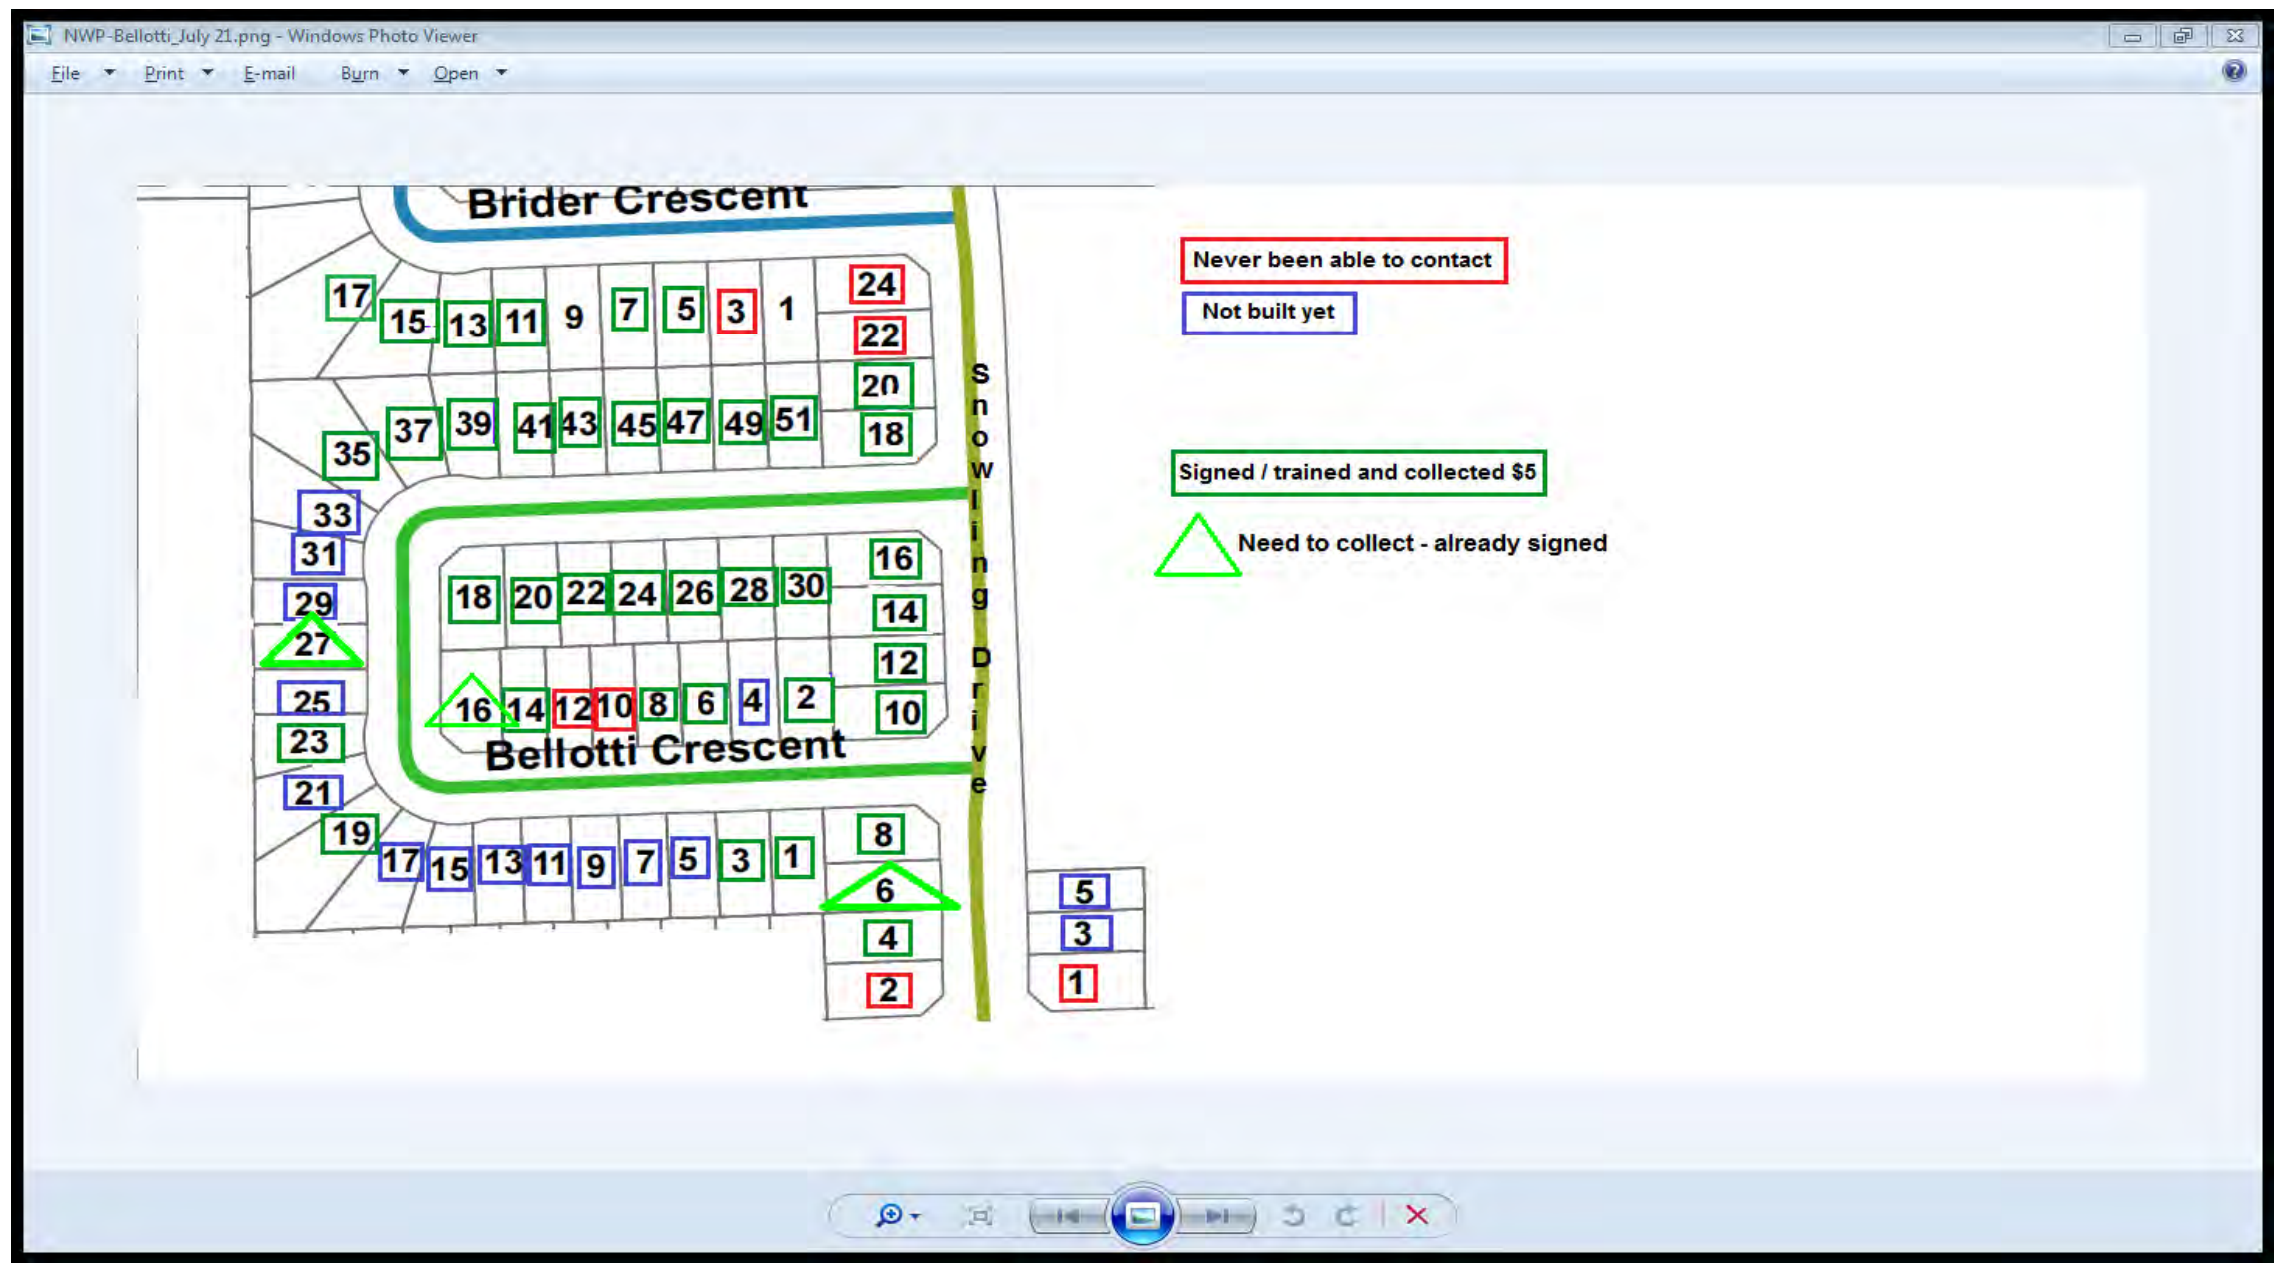 NWP-Bellotti_July 21.png - Windows Photo Viewer
File Print E-mail Burn Open
Brider Crescent
17 15 13 11 9 7 5 3 1
24
22
20
18
35 37 39 41 43 45 47 49 51
33
31
29
27
25
23
21
19
18 20 22 24 26 28 30
16
14
12
10
16 14 12 10 8 6 4 2
Bellotti Crescent
17 15 13 11 9 7 5 3 1
8
6
4
2
Snowling Drive
5
3
1
Never been able to contact
Not built yet
Signed / trained and collected $5
Need to collect - already signed